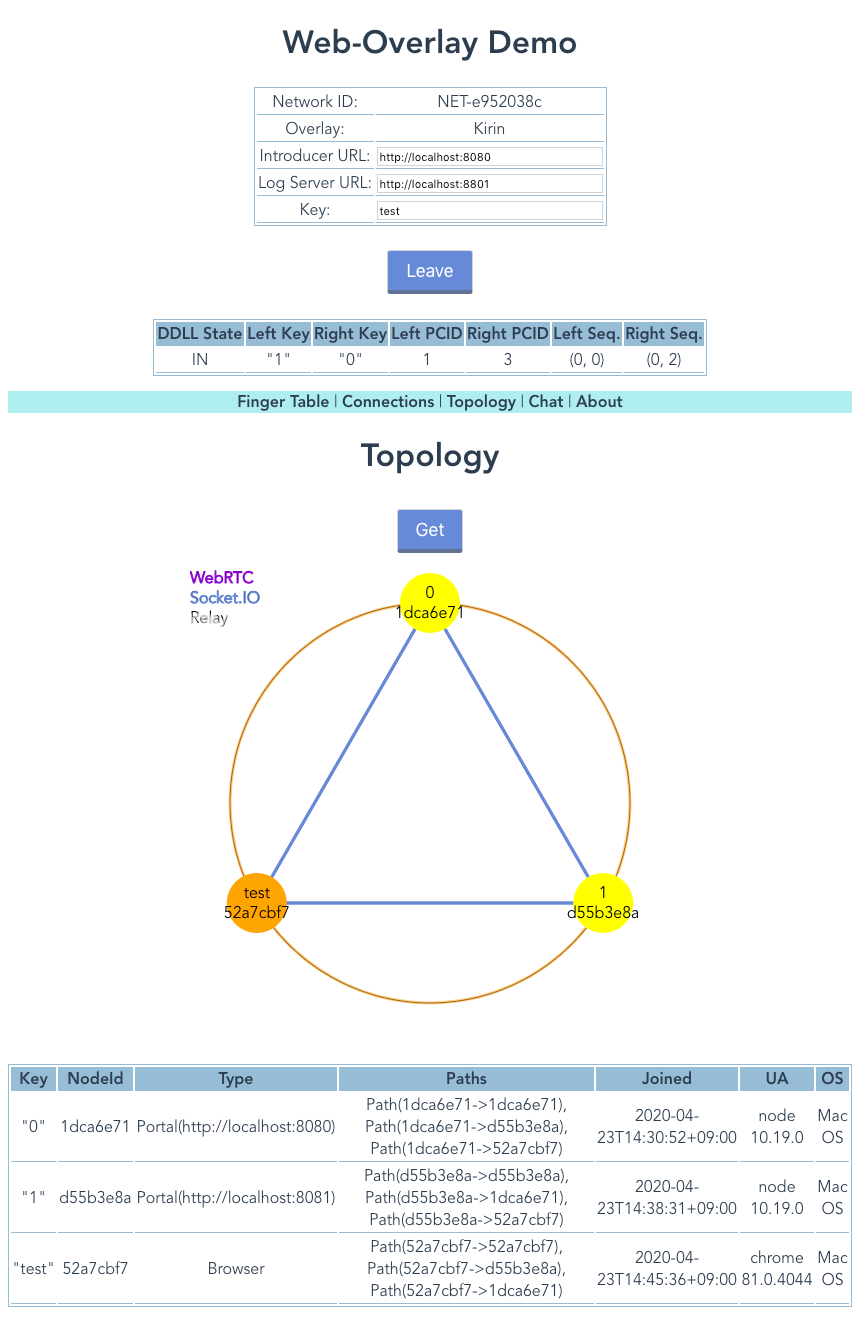 Web-Overlay Demo
Network ID: NET-e952038c
Overlay: Kirin
Introducer URL: http://localhost:8080
Log Server URL: http://localhost:8801
Key: test
Leave
DDLL State Left Key Right Key Left PCID Right PCID Left Seq. Right Seq.
IN "1" "0" 1 3 (0, 0) (0, 2)
Finger Table | Connections | Topology | Chat | About
Topology
Get
WebRTC
Socket.IO
Relay
0
1dca6e71
test
52a7cbf7
1
d55b3e8a
Key NodeId Type Paths Joined UA OS
"0" 1dca6e71 Portal(http://localhost:8080) Path(1dca6e71->1dca6e71),
Path(1dca6e71->d55b3e8a),
Path(1dca6e71->52a7cbf7)
2020-04-
23T14:30:52+09:00
node
10.19.0
Mac
OS
"1" d55b3e8a Portal(http://localhost:8081) Path(d55b3e8a->d55b3e8a),
Path(d55b3e8a->1dca6e71),
Path(d55b3e8a->52a7cbf7)
2020-04-
23T14:38:31+09:00
node
10.19.0
Mac
OS
"test" 52a7cbf7 Browser Path(52a7cbf7->52a7cbf7),
Path(52a7cbf7->d55b3e8a),
Path(52a7cbf7->1dca6e71)
2020-04-
23T14:45:36+09:00
chrome
81.0.4044
Mac
OS